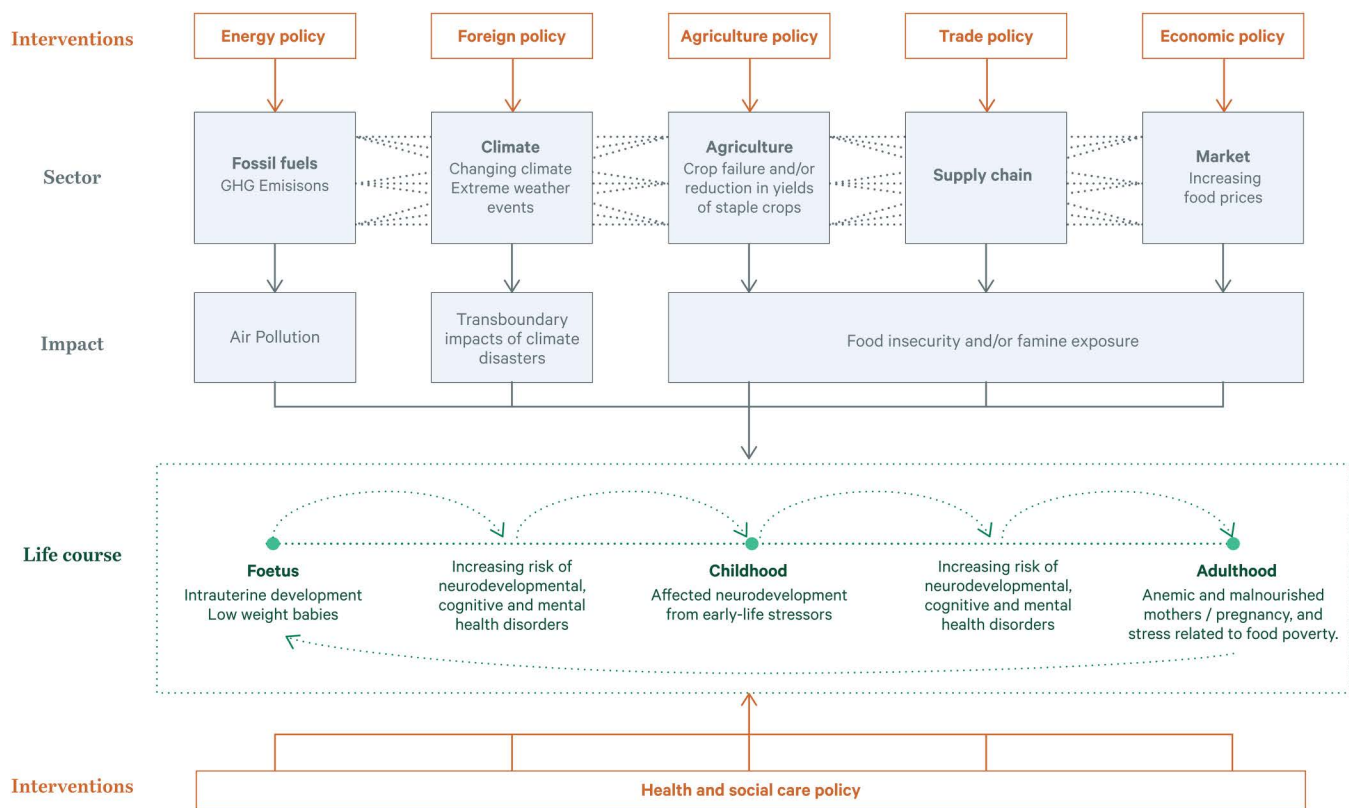 Interventions
Energy policy
Foreign policy
Agriculture policy
Trade policy
Economic policy
Sector
Fossil fuels
GHG Emisisons
Climate
Changing climate
Extreme weather
events
Agriculture
Crop failure and/or
reduction in yields
of staple crops
Supply chain
Market
Increasing
food prices
Impact
Air Pollution
Transboundary
impacts of climate
disasters
Food insecurity and/or famine exposure
Life course
Foetus
Intrauterine development
Low weight babies
Increasing risk of
neurodevelopmental,
cognitive and mental
health disorders
Childhood
Affected neurodevelopment
from early-life stressors
Increasing risk of
neurodevelopmental,
cognitive and mental
health disorders
Adulthood
Anemic and malnourished
mothers / pregnancy, and
stress related to food poverty.
Interventions
Health and social care policy